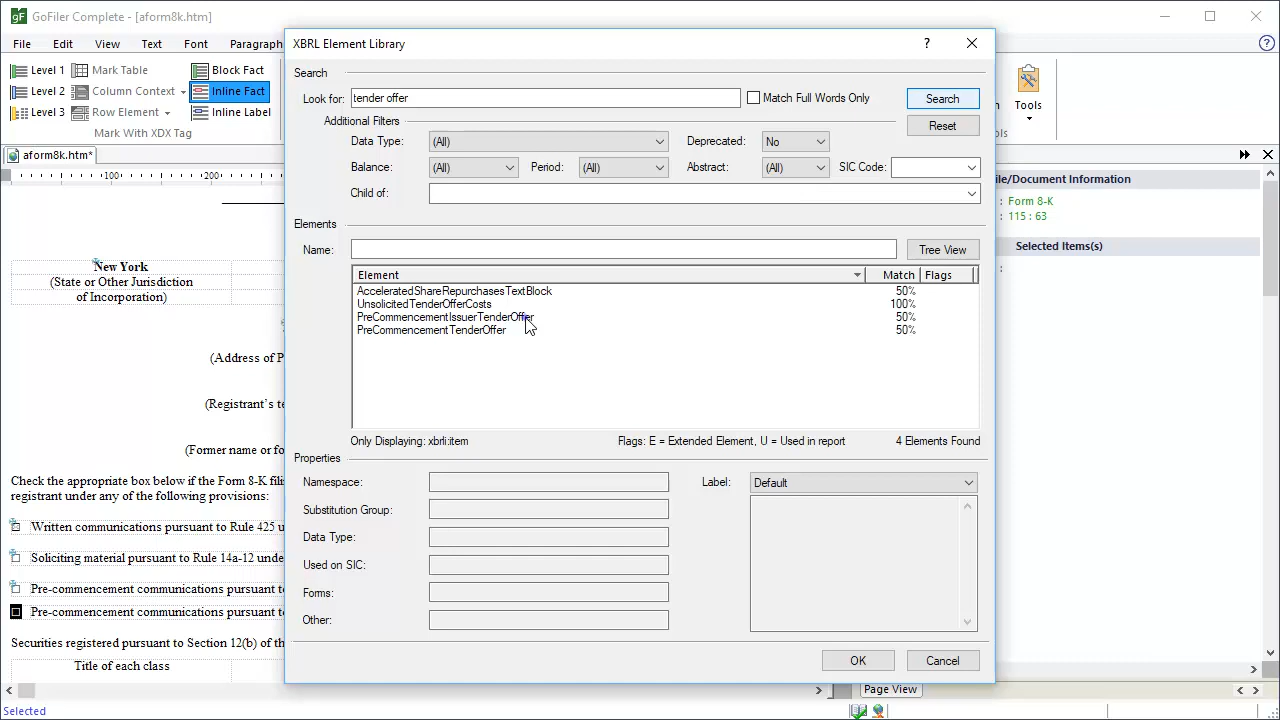 GoFiler Complete - [aform8k.htm]
File Edit View Text Font Paragraph
Level 1 Mark Table Block Fact
Level 2 Column Context Inline Fact
Level 3 Row Element Inline Label
Mark With XDX Tag
Tools
aform8k.htm*
100 200
New York
(State or Other Jurisdiction
of Incorporation)
(Address of P
(Registrant's te
(Former name or fo
Check the appropriate box below if the Form 8-K fili
registrant under any of the following provisions:
Written communications pursuant to Rule 425 u
Soliciting material pursuant to Rule 14a-12 unde
Pre-commencement communications pursuant to
Pre-commencement communications pursuant to
Securities registered pursuant to Section 12(b) of th
Title of each class
Selected
XBRL Element Library
Search
Look for: tender offer Match Full Words Only Search
Additional Filters Reset
Data Type: (All) Deprecated: No
Balance: (All) Period: (All) Abstract: (All) SIC Code:
Child of:
Elements
Name: Tree View
Element Match Flags
AcceleratedShareRepurchasesTextBlock 50%
UnsolicitedTenderOfferCosts 100%
PreCommencementIssuerTenderOffer 50%
PreCommencementTenderOffer 50%
Only Displaying: xbrli:item Flags: E = Extended Element, U = Used in report 4 Elements Found
Properties
Namespace: Label: Default
Substitution Group:
Data Type:
Used on SIC:
Forms:
Other:
OK Cancel
ile/Document Information
: Form 8-K
: 115 : 63
Selected Item(s)
:
Page View